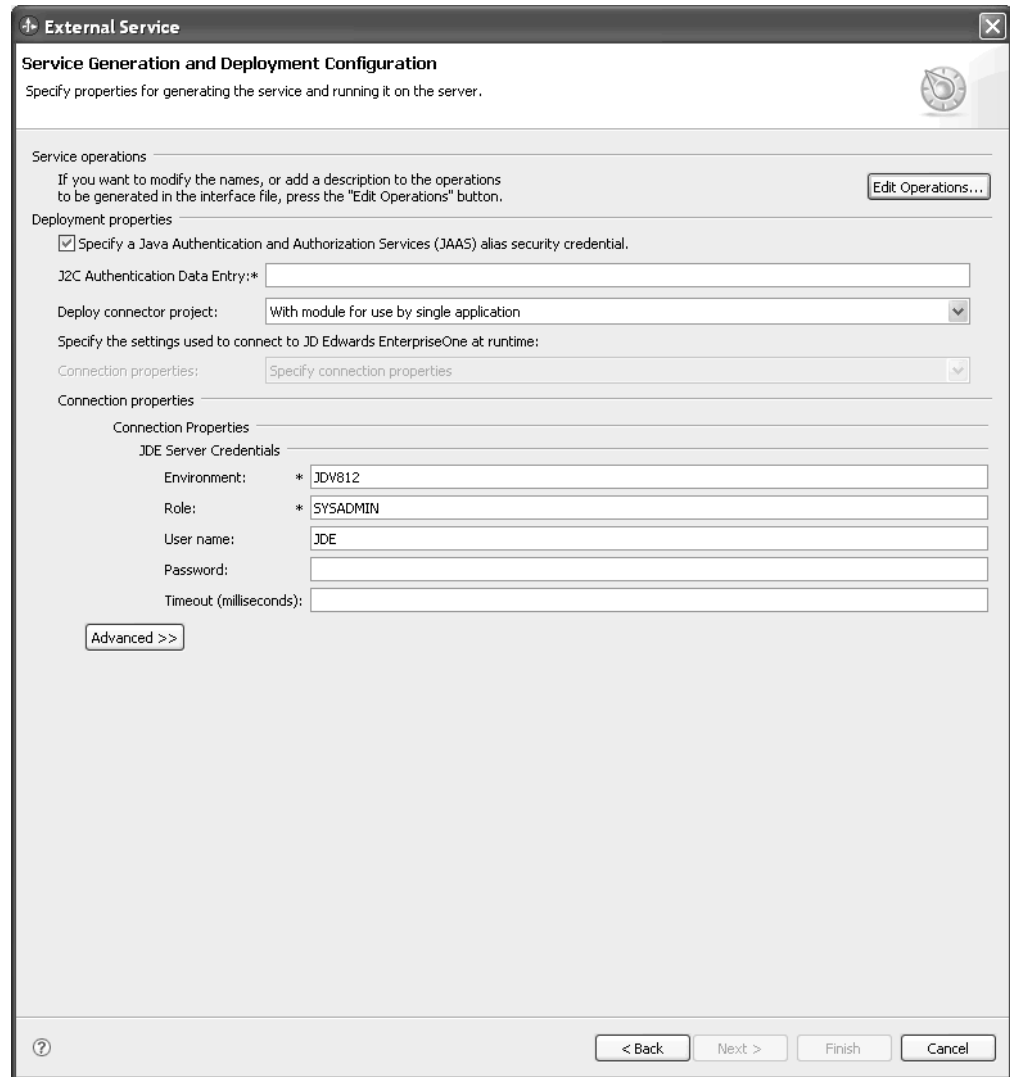 External Service
Service Generation and Deployment Configuration
Specify properties for generating the service and running it on the server.
Service operations
If you want to modify the names, or add a description to the operations
to be generated in the interface file, press the "Edit Operations" button.
Edit Operations...
Deployment properties
Specify a Java Authentication and Authorization Services (JAAS) alias security credential.
J2C Authentication Data Entry:*
Deploy connector project: With module for use by single application
Specify the settings used to connect to JD Edwards EnterpriseOne at runtime:
Connection properties: Specify connection properties
Connection properties
Connection Properties
JDE Server Credentials
Environment: * JDV812
Role: * SYSADMIN
User name: JDE
Password:
Timeout (milliseconds):
Advanced >>
? < Back Next > Finish Cancel